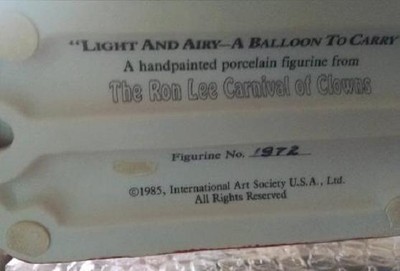 "LIGHT AND AIRY—A BALLOON TO CARRY
A handpainted porcelain figurine from
The Ron Lee Carnival of Clowns
Figurine No. 1972
©1985, International Art Society U.S.A., Ltd.
All Rights Reserved